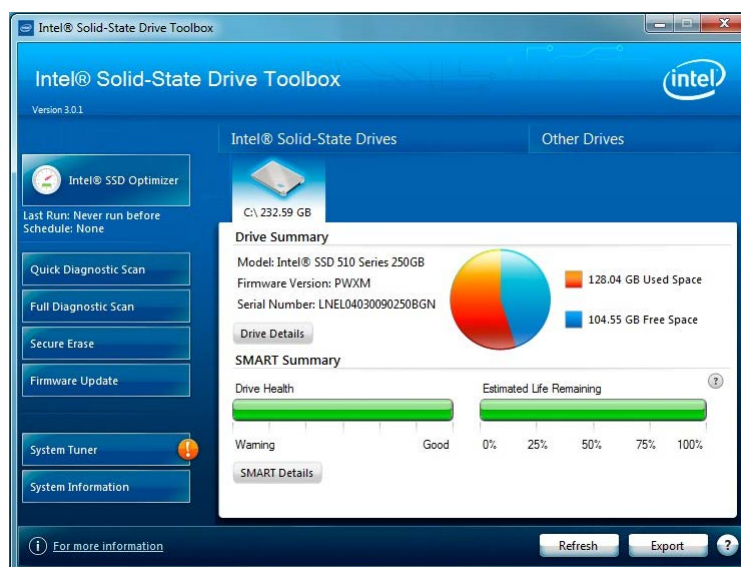 Intel® Solid-State Drive Toolbox
Intel® Solid-State Drive Toolbox
Version 3.0.1
intel
Intel® Solid-State Drives
Other Drives
Intel® SSD Optimizer
Last Run: Never run before
Schedule: None
Quick Diagnostic Scan
Full Diagnostic Scan
Secure Erase
Firmware Update
System Tuner
!
System Information
C:\ 232.59 GB
Drive Summary
Model: Intel® SSD 510 Series 250GB
Firmware Version: PWXM
Serial Number: LNEL04030090250BGN
Drive Details
128.04 GB Used Space
104.55 GB Free Space
SMART Summary
Drive Health
Warning Good
SMART Details
Estimated Life Remaining
?
0% 25% 50% 75% 100%
i For more information
Refresh
Export
?